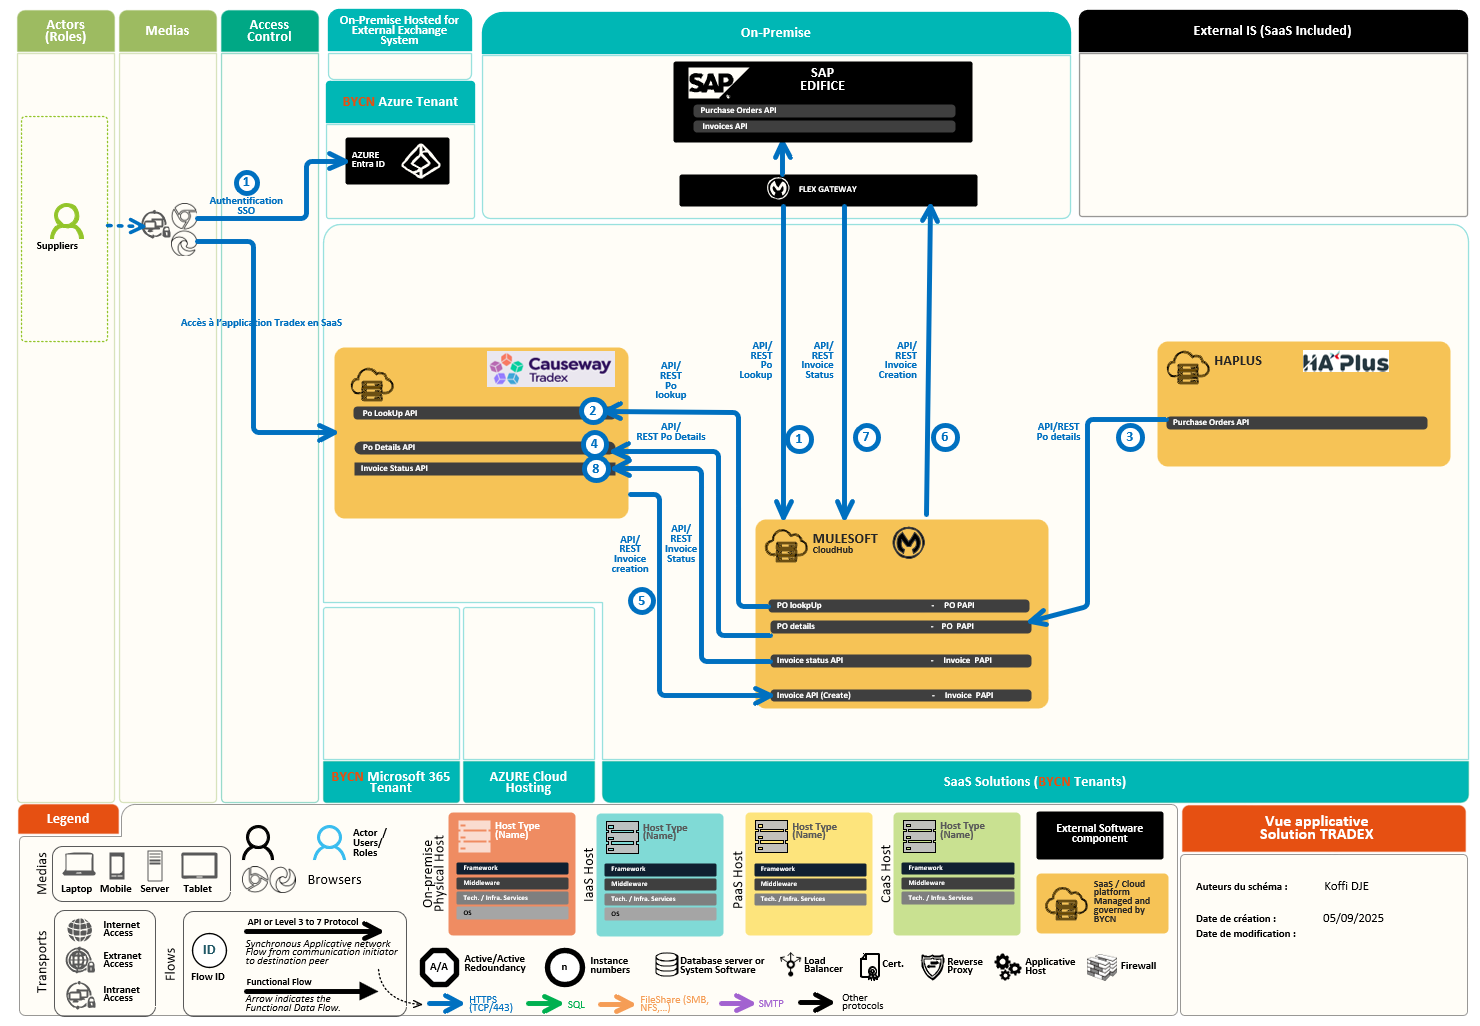 Actors
(Roles)
Medias
Access
Control
On-Premise Hosted for
External Exchange
System
On-Premise
External IS (SaaS Included)
BYCN Azure Tenant
AZURE
Entra ID
SAP
SAP
EDIFICE
Purchase Orders API
Invoices API
FLEX GATEWAY
1
Authentification
SSO
Suppliers
Accès à l'application Tradex en SaaS
Causeway
Tradex
Po LookUp API
2
Po Details API
4
Invoice Status API
8
API/
REST
Po
lookup
API/
REST Po Details
API/
REST
Po
Lookup
API/
REST
Invoice
Status
API/
REST
Invoice
Creation
1
7
6
API/REST
Po details
3
HAPLUS
HA+Plus
Purchase Orders API
API/
REST
Invoice
creation
API/
REST
Invoice
Status
5
MULESOFT
CloudHub
PO lookpUp - PO PAPI
PO details - PO PAPI
Invoice status API - Invoice PAPI
Invoice API (Create) - Invoice PAPI
BYCN Microsoft 365
Tenant
AZURE Cloud
Hosting
SaaS Solutions (BYCN Tenants)
Legend
Medias
Laptop
Mobile
Server
Tablet
Actor
Users/
Roles
Browsers
Transports
Internet
Access
Extranet
Access
Intranet
Access
Flows
ID
Flow ID
API or Level 3 to 7 Protocol
Synchronous Applicative network
Flow from communication initiator
to destination peer
Functional Flow
Arrow indicates the
Functional Data Flow.
On-premise
Physical Host
Host Type
(Name)
Framework
Middleware
Tech. / Infra. Services
OS
IaaS Host
Host Type
(Name)
Framework
Middleware
Tech. / Infra. Services
OS
PaaS Host
Host Type
(Name)
Framework
Middleware
Tech. / Infra. Services
CaaS Host
Host Type
(Name)
Framework
Middleware
Tech. / Infra. Services
External Software
component
SaaS / Cloud
platform
Managed and
governed by
BYCN
A/A
Active/Active
Redoundancy
n
Instance
numbers
Database server or
System Software
Load
Balancer
Cert.
Reverse
Proxy
Applicative
Host
Firewall
HTTPS
(TCP/443)
SQL
FileShare (SMB,
NFS,...)
SMTP
Other
protocols
Vue applicative
Solution TRADEX
Auteurs du schéma : Koffi DJE
Date de création : 05/09/2025
Date de modification :